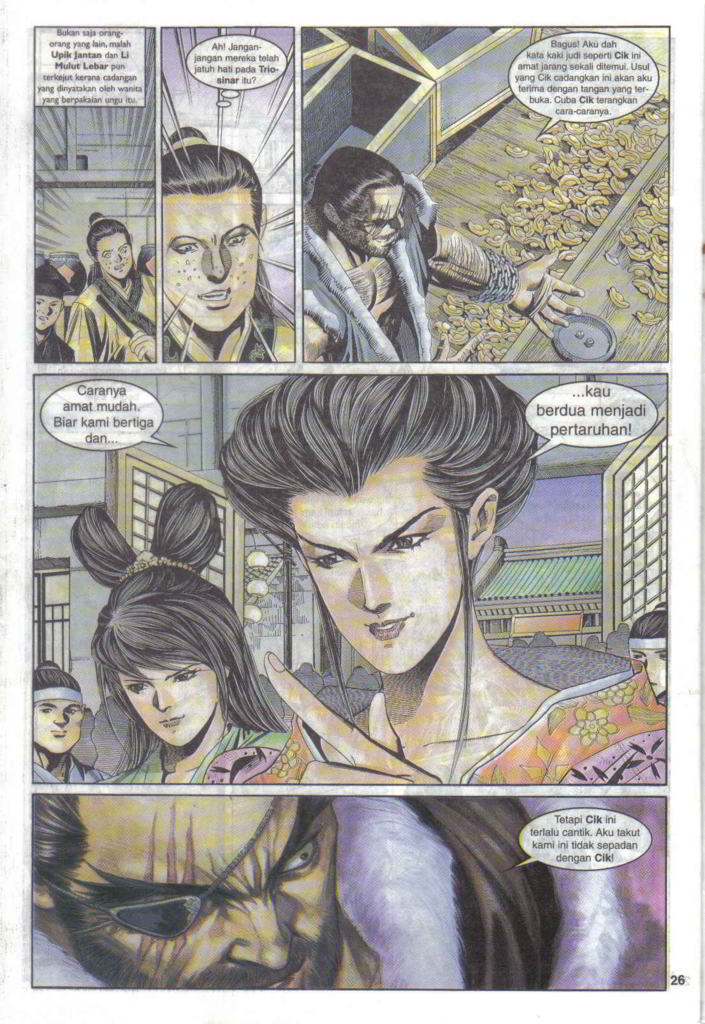 Bukan saja orang-
orang yang lain, malah
Upik Jantan dan Li
Mulut Lebar pun
terkejut kerana cadangan
yang dinyatakan oleh wanita
yang berpakaian ungu itu.
Ah! Jangan-
jangan mereka telah
jatuh hati pada Trio-
sinar itu?
Bagus! Aku dah
kata kaki judi seperti Cik ini
amat jarang sekali ditemui. Usul
yang Cik cadangkan ini akan aku
terima dengan tangan yang ter-
buka. Cuba Cik terangkan
cara-caranya.
Caranya
amat mudah.
Biar kami bertiga
dan...
...kau
berdua menjadi
pertaruhan!
Tetapi Cik ini
terlalu cantik. Aku takut
kami ini tidak sepadan
dengan Cik!
26